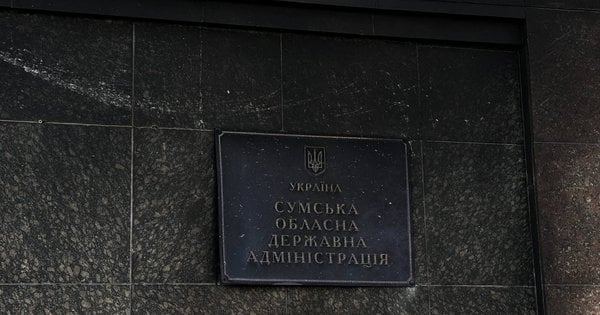 УКРАЇНА
СУМСЬКА
ОБЛАСНА
ДЕРЖАВНА
АДМІНІСТРАЦІЯ